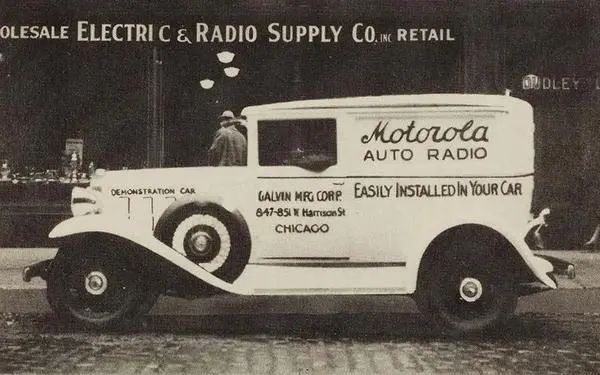 OLESALE ELECTRIC & RADIO SUPPLY CO. INC RETAIL
DUDLEY
Motorola
AUTO RADIO
DEMONSTRATION CAR
GALVIN MFG. CORP.
847-851 W. Harrison St
CHICAGO
EASILY INSTALLED IN YOUR CAR